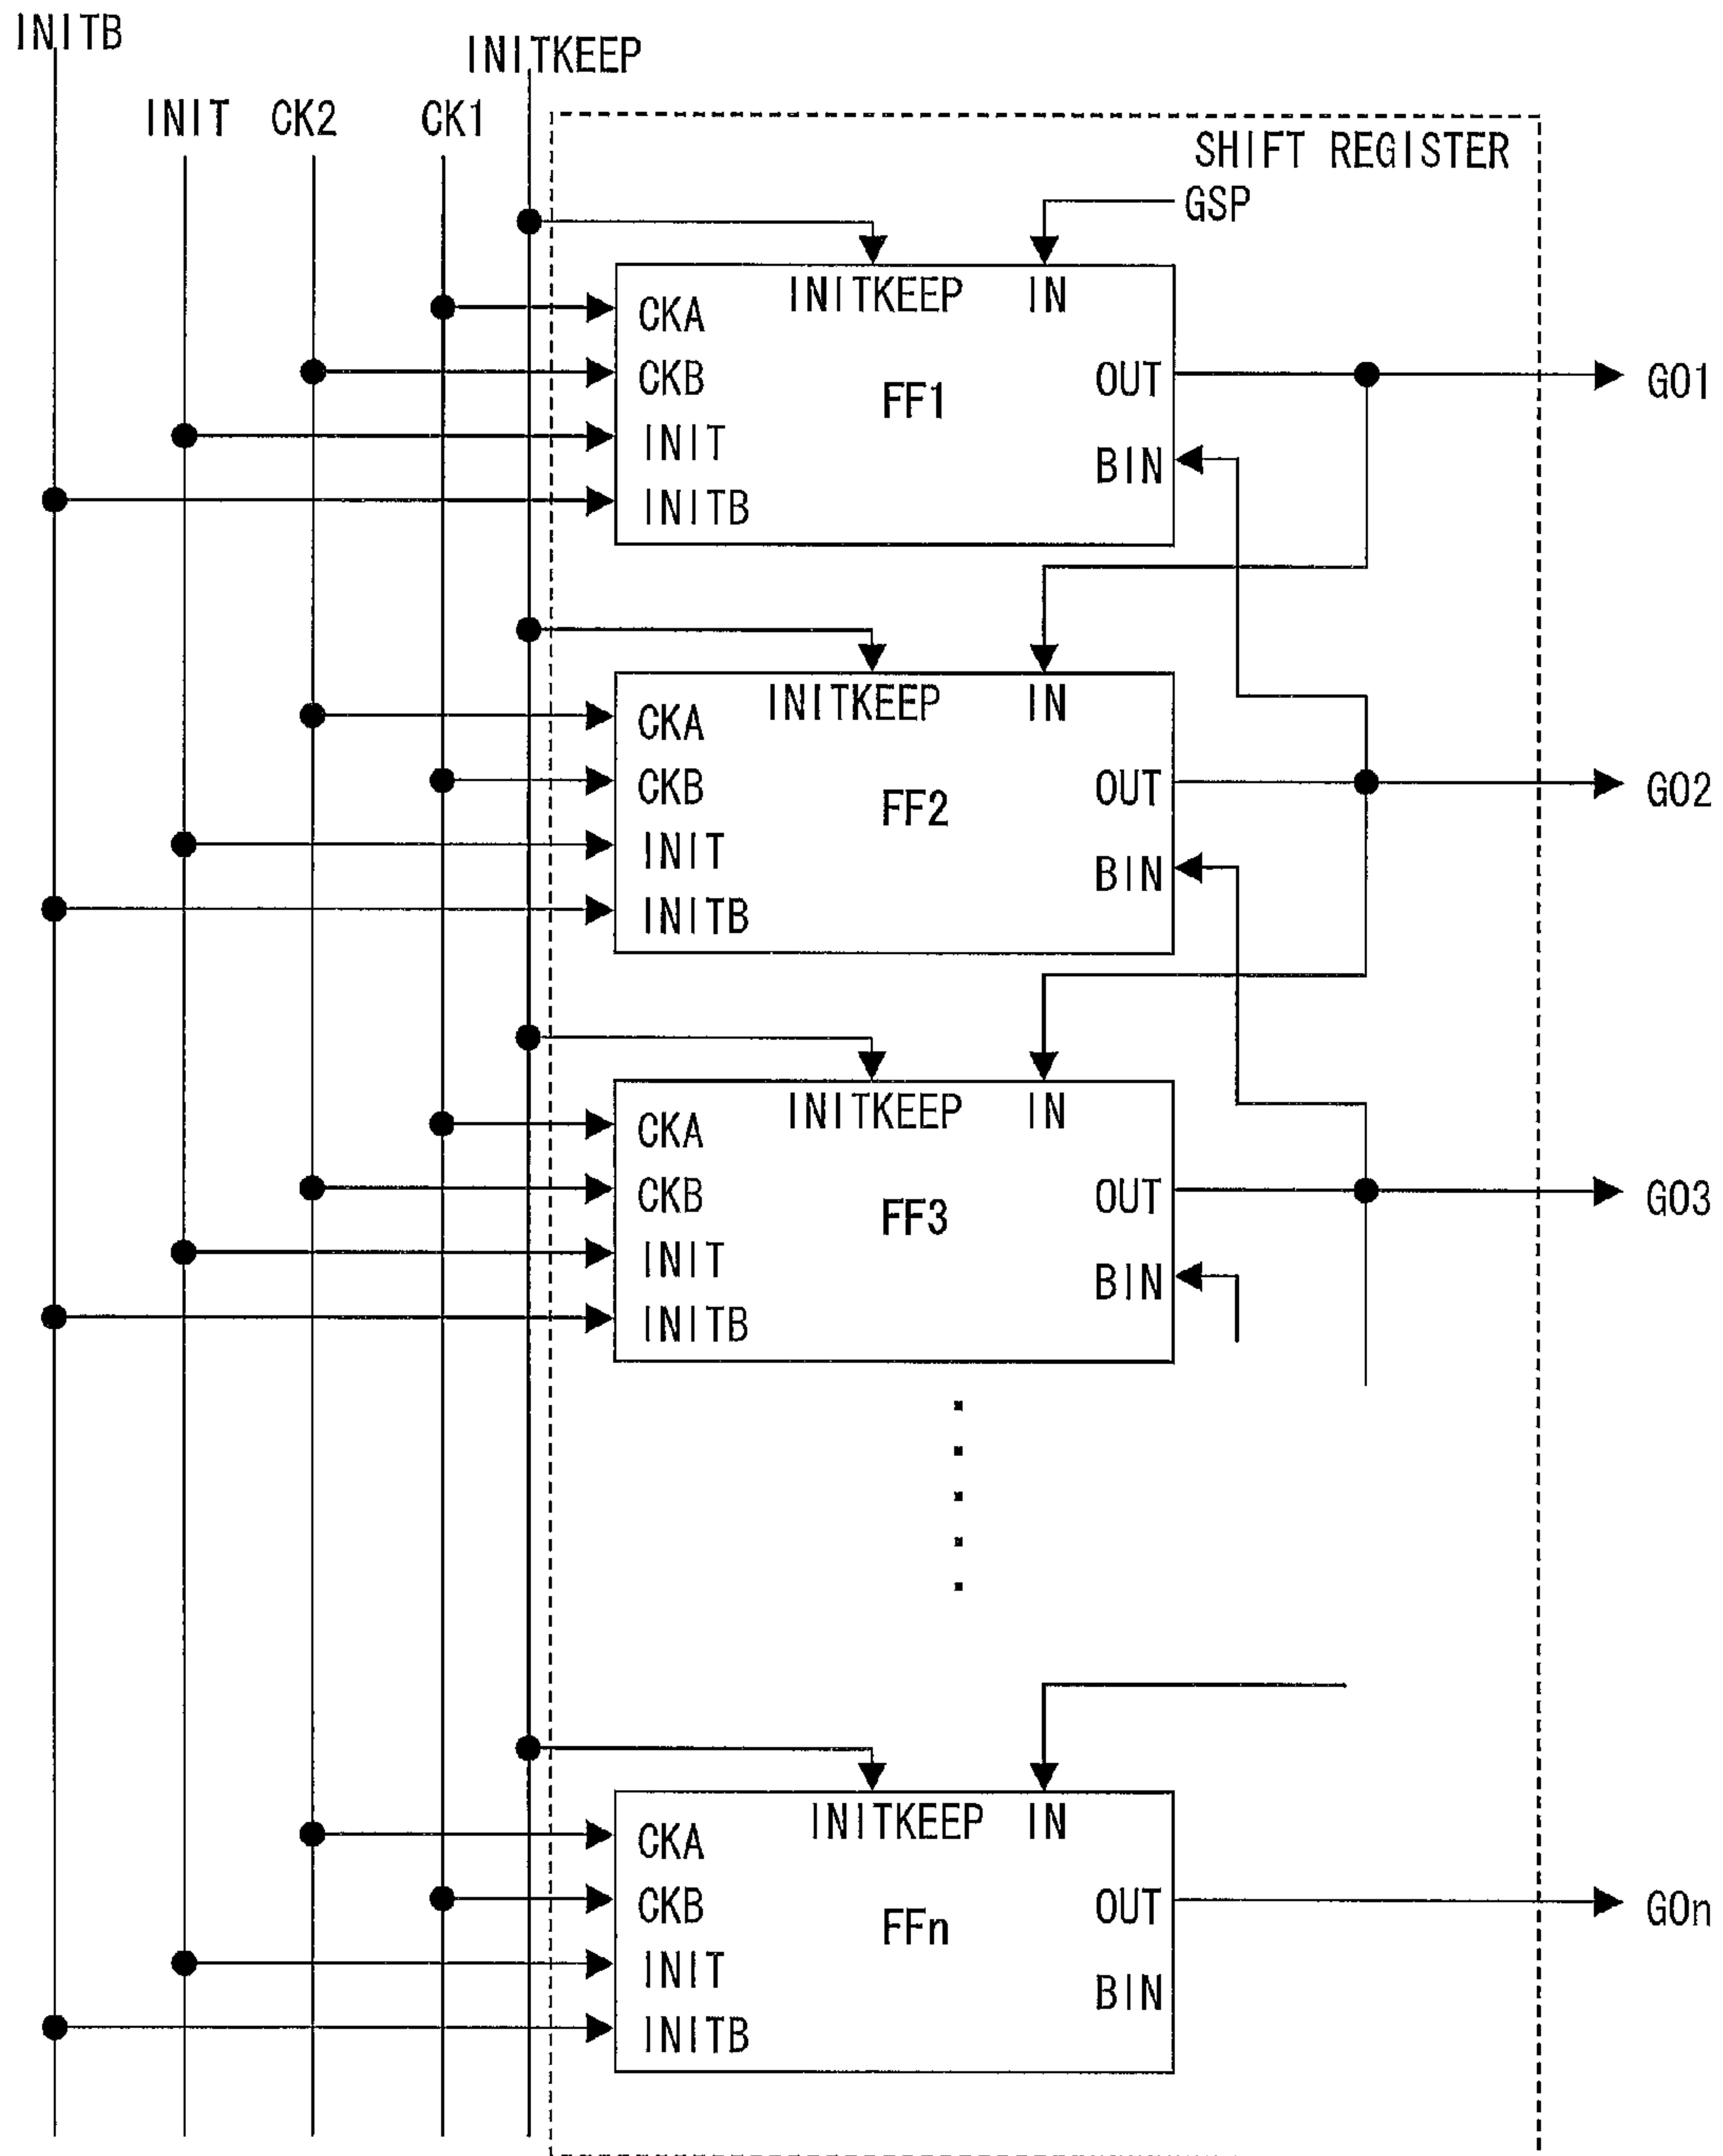 INITB
INITKEEP
INIT CK2 CK1
SHIFT REGISTER
GSP
INITKEEP IN
CKA
CKB
OUT
FF1
INIT
BIN
INITB
GO1
INITKEEP IN
CKA
CKB
OUT
FF2
INIT
BIN
INITB
GO2
INITKEEP IN
CKA
CKB
OUT
FF3
INIT
BIN
INITB
GO3
INITKEEP IN
CKA
CKB
OUT
FFn
INIT
BIN
INITB
GOn